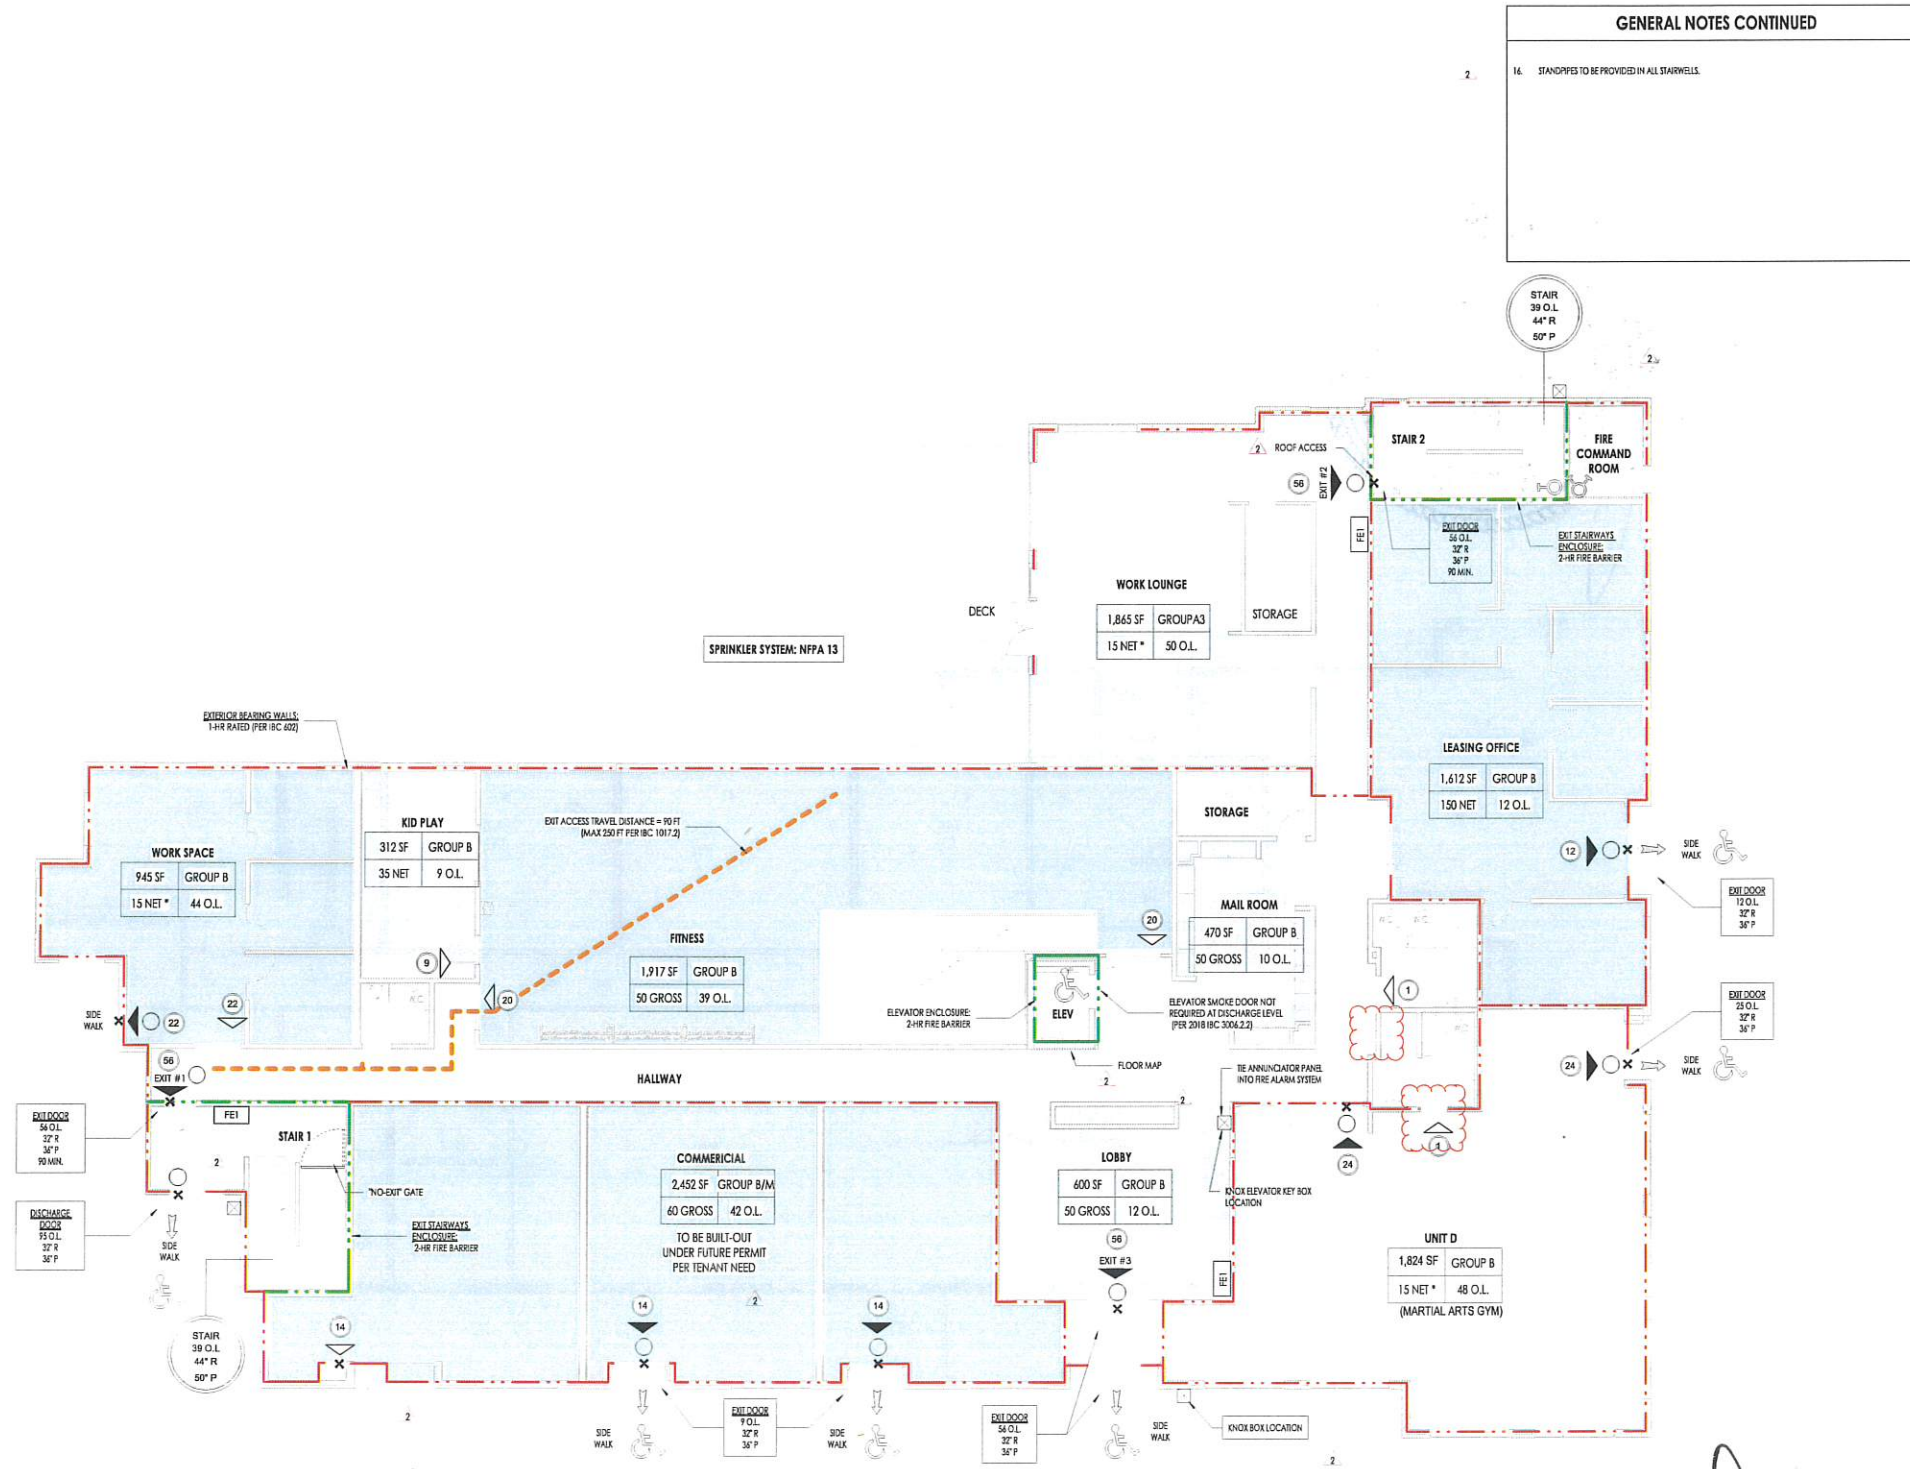 GENERAL NOTES CONTINUED
2
16. STANDPIPES TO BE PROVIDED IN ALL STAIRWELLS.
STAIR
39 O.L
44" R
50" P
2
STAIR 2
FIRE
COMMAND
ROOM
2
ROOF ACCESS
56
EXIT #2
FE1
EXIT DOOR
56 O.L.
32" R
36" P
90 MIN.
EXIT STAIRWAYS
ENCLOSURE:
2-HR FIRE BARRIER
WORK LOUNGE
1,865 SF GROUPA3
15 NET * 50 O.L.
STORAGE
DECK
SPRINKLER SYSTEM: NFPA 13
EXTERIOR BEARING WALLS:
1-HR RATED (PER IBC 602)
LEASING OFFICE
1,612 SF GROUP B
150 NET 12 O.L.
12
SIDE
WALK
EXIT DOOR
12 O.L.
32" R
36" P
WORK SPACE
945 SF GROUP B
15 NET * 44 O.L.
KID PLAY
312 SF GROUP B
35 NET 9 O.L.
9
EXIT ACCESS TRAVEL DISTANCE = 90 FT
(MAX 250 FT PER IBC 1017.2)
FITNESS
1,917 SF GROUP B
50 GROSS 39 O.L.
20
20
STORAGE
MAIL ROOM
470 SF GROUP B
50 GROSS 10 O.L.
ELEVATOR ENCLOSURE:
2-HR FIRE BARRIER
ELEV
ELEVATOR SMOKE DOOR NOT
REQUIRED AT DISCHARGE LEVEL
(PER 2018 IBC 3006.2.2)
FLOOR MAP
2
2
1
EXIT DOOR
25 O.L.
32" R
36" P
24
SIDE
WALK
SIDE
WALK
22
22
56
EXIT #1
HALLWAY
TIE ANNUNCIATOR PANEL
INTO FIRE ALARM SYSTEM
EXIT DOOR
56 O.L.
32" R
36" P
90 MIN.
FE1
STAIR 1
2
"NO-EXIT" GATE
DISCHARGE
DOOR
95 O.L.
32" R
36" P
SIDE
WALK
EXIT STAIRWAYS
ENCLOSURE:
2-HR FIRE BARRIER
STAIR
39 O.L
44" R
50" P
14
COMMERICIAL
2,452 SF GROUP B/M
60 GROSS 42 O.L.
TO BE BUILT-OUT
UNDER FUTURE PERMIT
PER TENANT NEED
2
14
14
LOBBY
600 SF GROUP B
50 GROSS 12 O.L.
56
EXIT #3
KNOX ELEVATOR KEY BOX
LOCATION
FE1
24
1
UNIT D
1,824 SF GROUP B
15 NET * 48 O.L.
(MARTIAL ARTS GYM)
2
SIDE
WALK
EXIT DOOR
9 O.L.
32" R
36" P
SIDE
WALK
EXIT DOOR
56 O.L.
32" R
36" P
SIDE
WALK
KNOX BOX LOCATION
2